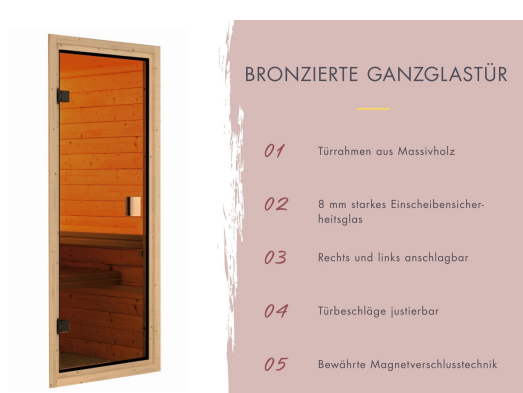 BRONZIERTE GANZGLASTÜR
01 Türrahmen aus Massivholz
02 8 mm starkes Einscheibensicher-
heitsglas
03 Rechts und links anschlagbar
04 Türbeschläge justierbar
05 Bewährte Magnetverschlusstechnik